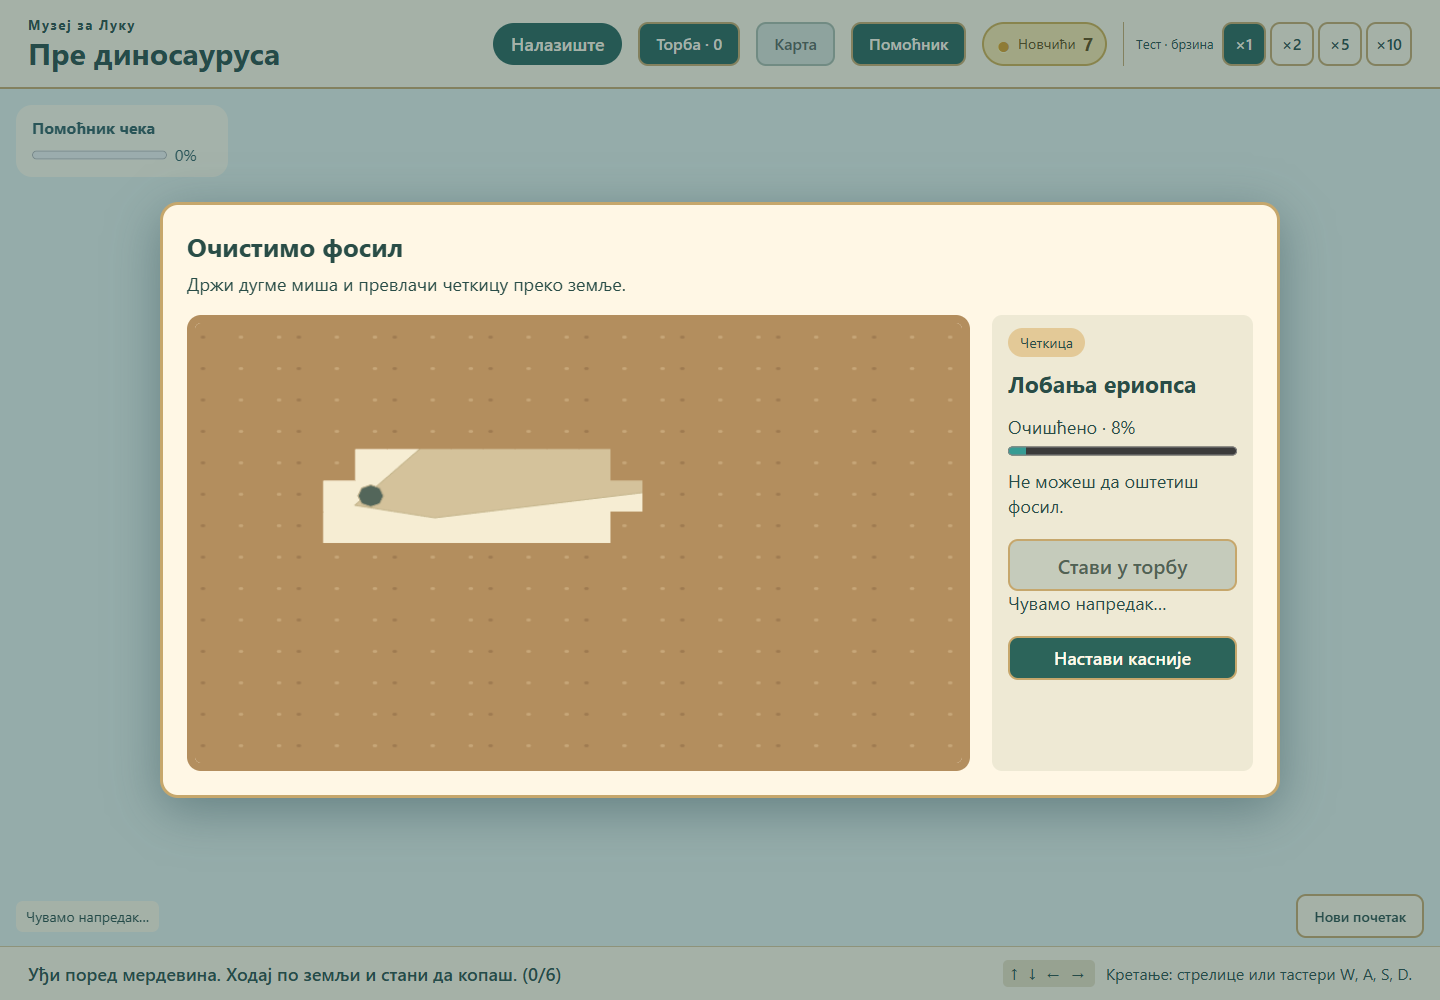 Музеј за Луку
Пре диносауруса
Налазиште
Торба · 0
Карта
Помоћник
Новчићи 7
Тест · брзина
×1
×2
×5
×10
Помоћник чека
0%
Очистимо фосил
Држи дугме миша и превлачи четкицу преко земље.
Четкица
Лобања ериопса
Очишћено · 8%
Не можеш да оштетиш
фосил.
Стави у торбу
Чувамо напредак...
Настави касније
Чувамо напредак...
Нови почетак
Уђи поред мердевина. Ходај по земљи и стани да копаш. (0/6)
↑ ↓ ← → Кретање: стрелице или тастери W, A, S, D.